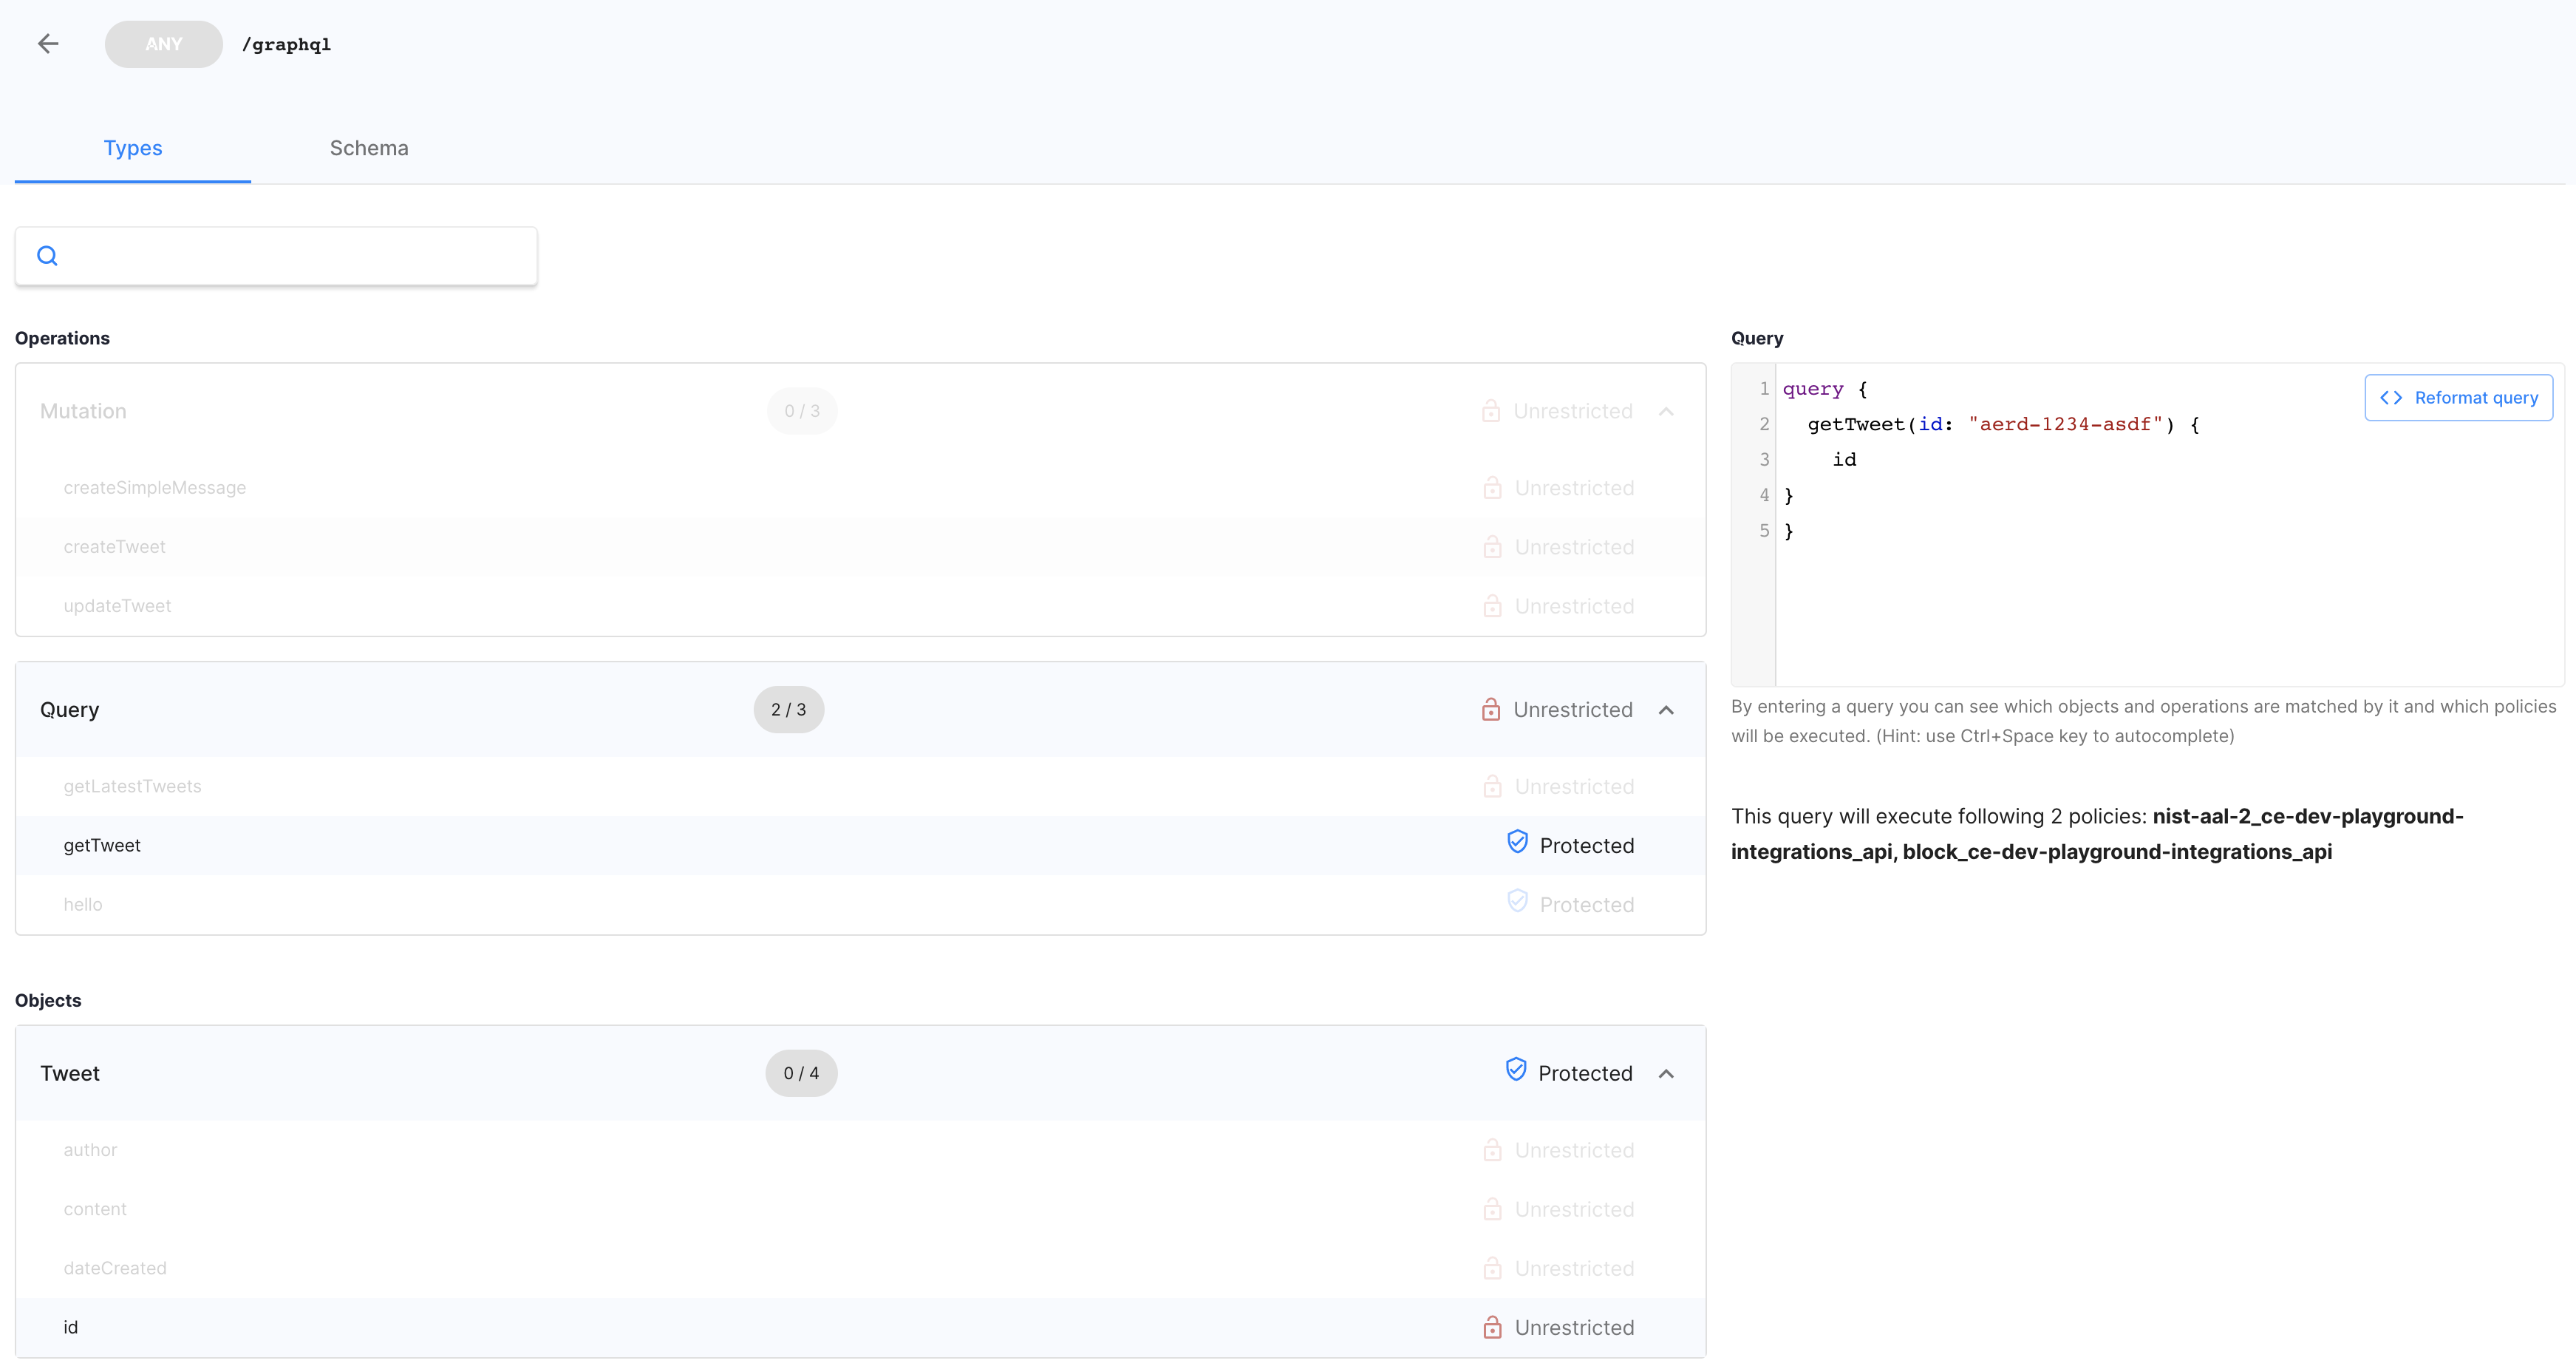 ANY /graphql
Types Schema
Operations
Mutation 0 / 3 Unrestricted
createSimpleMessage Unrestricted
createTweet Unrestricted
updateTweet Unrestricted
Query 2 / 3 Unrestricted
getLatestTweets Unrestricted
getTweet Protected
hello Protected
Objects
Tweet 0 / 4 Protected
author Unrestricted
content Unrestricted
dateCreated Unrestricted
id Unrestricted
Query
Reformat query
1 query {
2 getTweet(id: "aerd-1234-asdf") {
3 id
4 }
5 }
By entering a query you can see which objects and operations are matched by it and which policies
will be executed. (Hint: use Ctrl+Space key to autocomplete)
This query will execute following 2 policies: nist-aal-2_ce-dev-playground-
integrations_api, block_ce-dev-playground-integrations_api